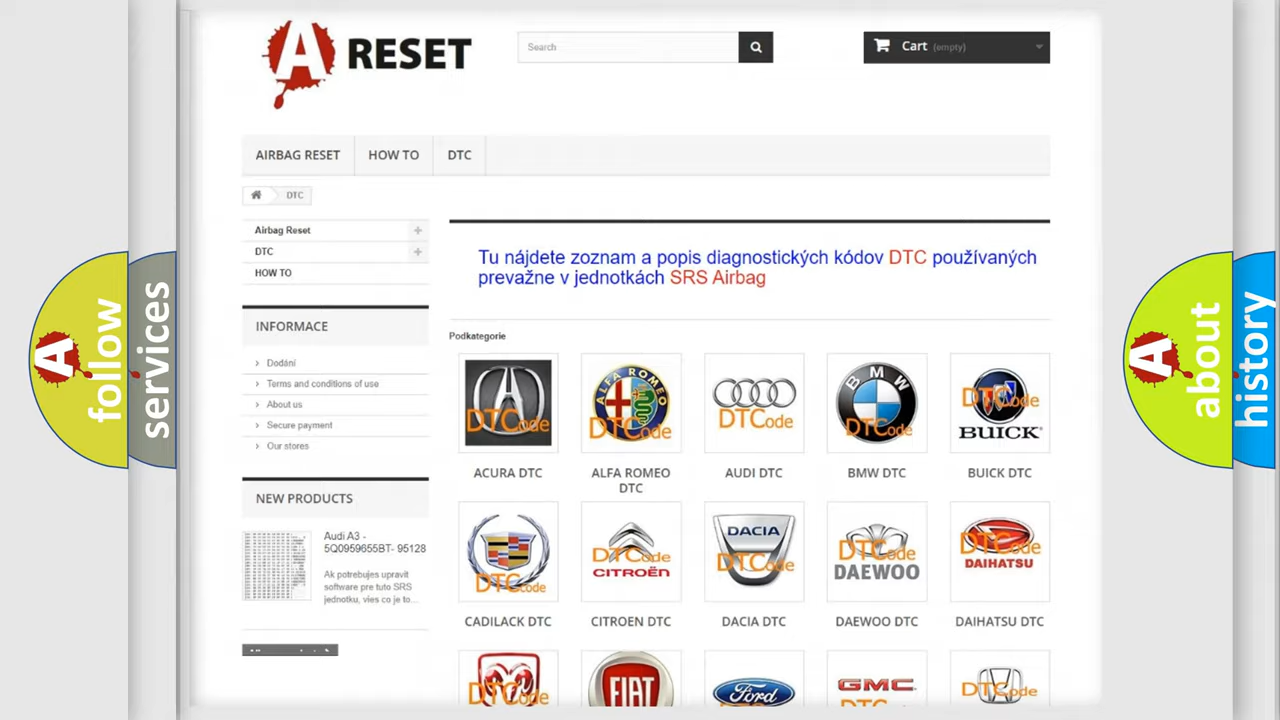 A RESET
Search
Cart (empty)
AIRBAG RESET
HOW TO
DTC
DTC
Airbag Reset
DTC
HOW TO
INFORMACE
Dodání
Terms and conditions of use
About us
Secure payment
Our stores
NEW PRODUCTS
Audi A3 -
5Q0959655BT- 95128
Ak potrebujes upravit
software pre tuto SRS
jednotku, vies co je to...
Tu nájdete zoznam a popis diagnostických kódov DTC používaných
prevažne v jednotkách SRS Airbag
Podkategorie
DTCode
ALFA ROMEO
DTCode
DTCode
BMW
DTCode
DTCode
BUICK
ACURA DTC
ALFA ROMEO
DTC
AUDI DTC
BMW DTC
BUICK DTC
DTCode
DTCode
CITROËN
DACIA
DTCode
DTCode
DAEWOO
DTCode
DAIHATSU
CADILACK DTC
CITROEN DTC
DACIA DTC
DAEWOO DTC
DAIHATSU DTC
DTCode
FIAT
Ford
GMC
DTCode
A
follow
services
A
about
history